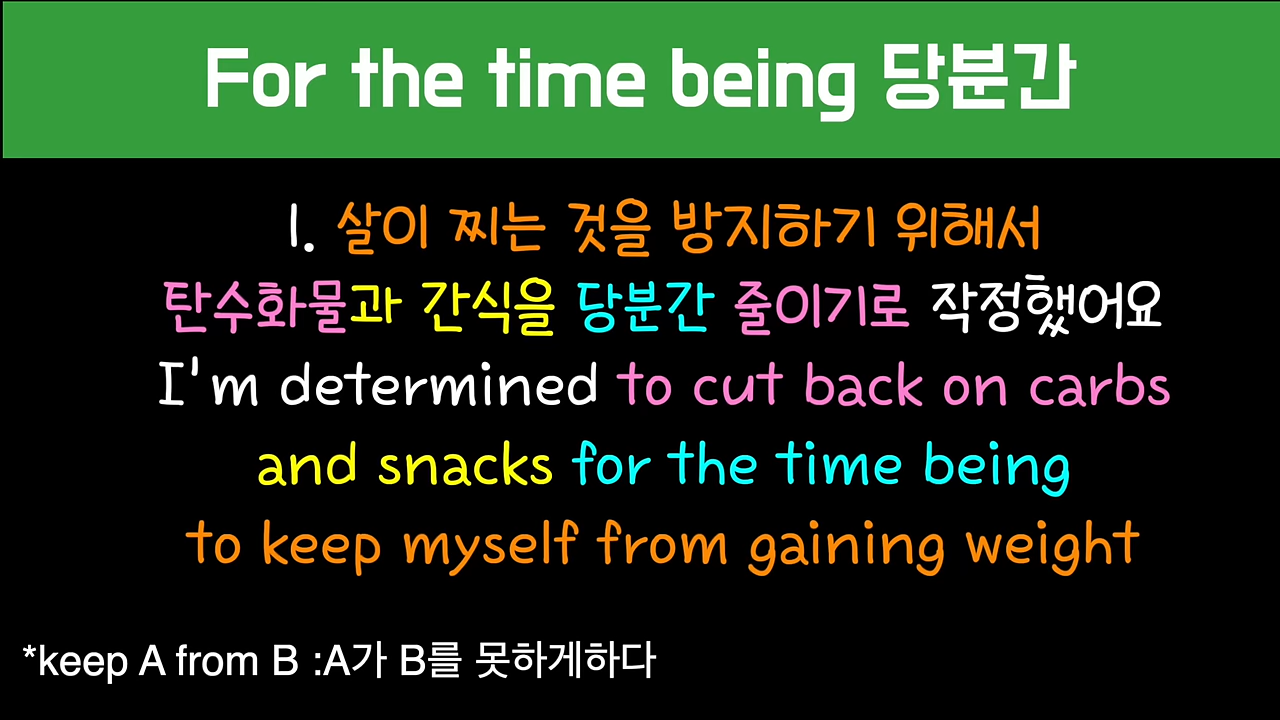 For the time being 당분간
1. 살이 찌는 것을 방지하기 위해서
탄수화물과 간식을 당분간 줄이기로 작정했어요
I'm determined to cut back on carbs
and snacks for the time being
to keep myself from gaining weight
*keep A from B :A가 B를 못하게하다